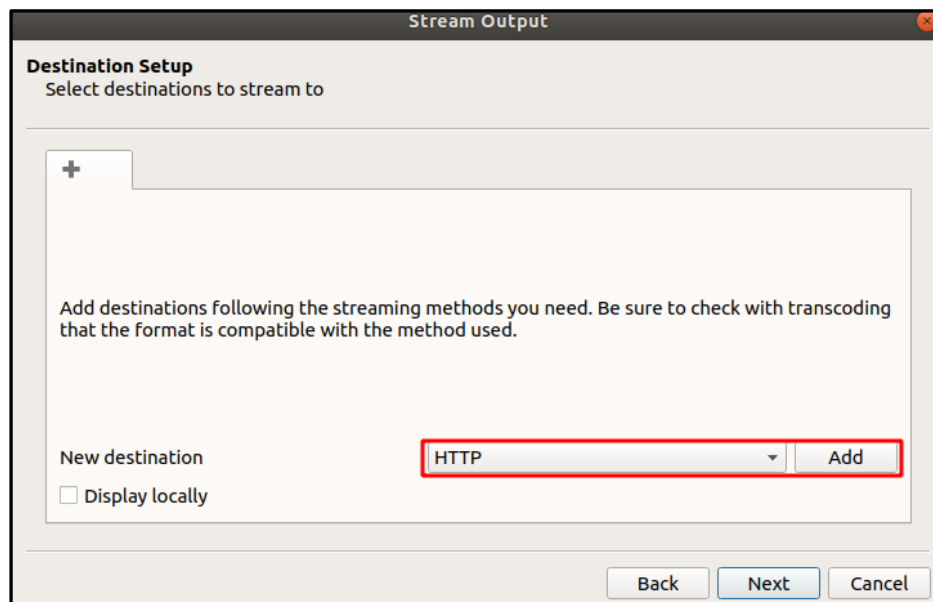 Stream Output
Destination Setup
Select destinations to stream to
Add destinations following the streaming methods you need. Be sure to check with transcoding
that the format is compatible with the method used.
New destination
HTTP
Add
Display locally
Back
Next
Cancel